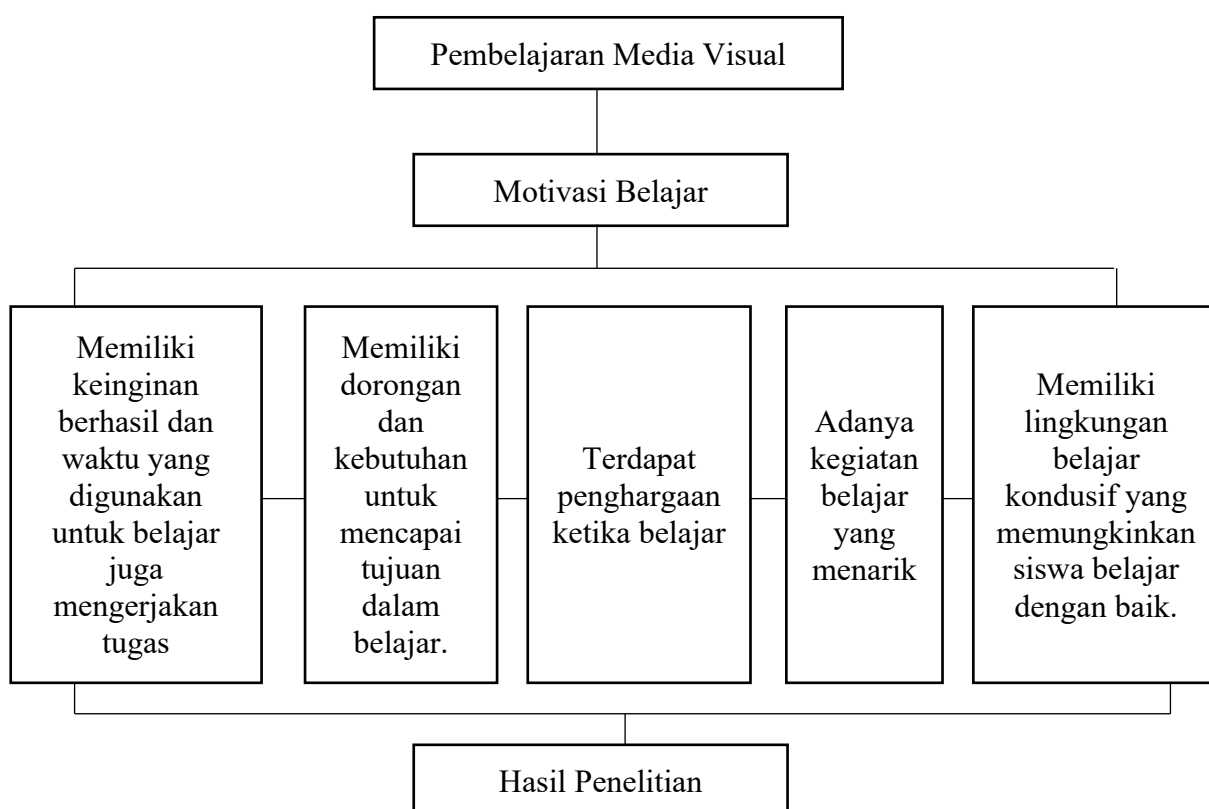 Pembelajaran Media Visual
Motivasi Belajar
Memiliki
keinginan
berhasil dan
waktu yang
digunakan
untuk belajar
juga
mengerjakan
tugas
Memiliki
dorongan
dan
kebutuhan
untuk
mencapai
tujuan
dalam
belajar.
Terdapat
penghargaan
ketika belajar
Adanya
kegiatan
belajar
yang
menarik
Memiliki
lingkungan
belajar
kondusif yang
memungkinkan
siswa belajar
dengan baik.
Hasil Penelitian